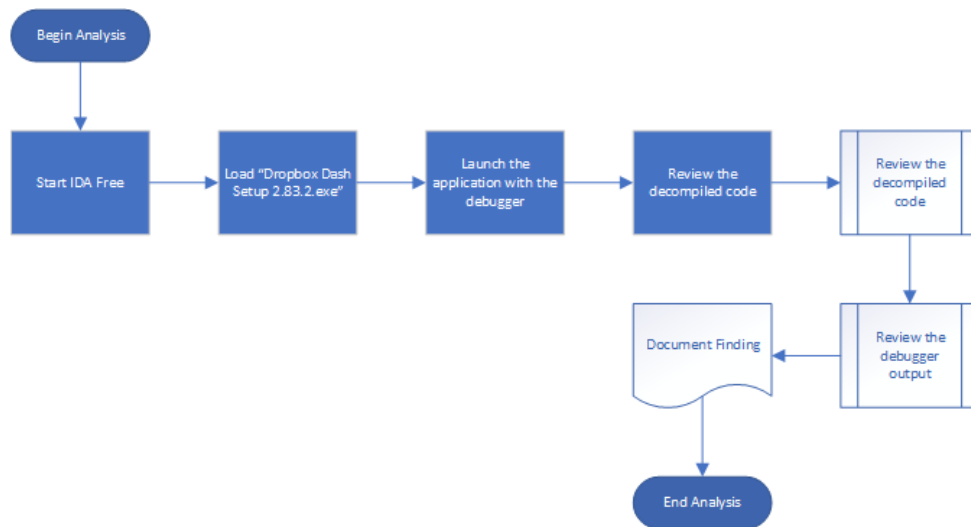 Begin Analysis
Start IDA Free
Load “Dropbox Dash
Setup 2.83.2.exe”
Launch the
application with the
debugger
Review the
decompiled code
Review the
decompiled
code
Review the
debugger
output
Document Finding
End Analysis